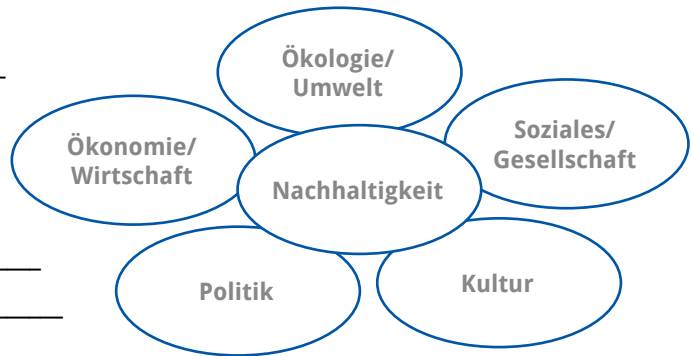 Ökologie/
Umwelt
Ökonomie/
Wirtschaft
Soziales/
Gesellschaft
Nachhaltigkeit
Politik
Kultur